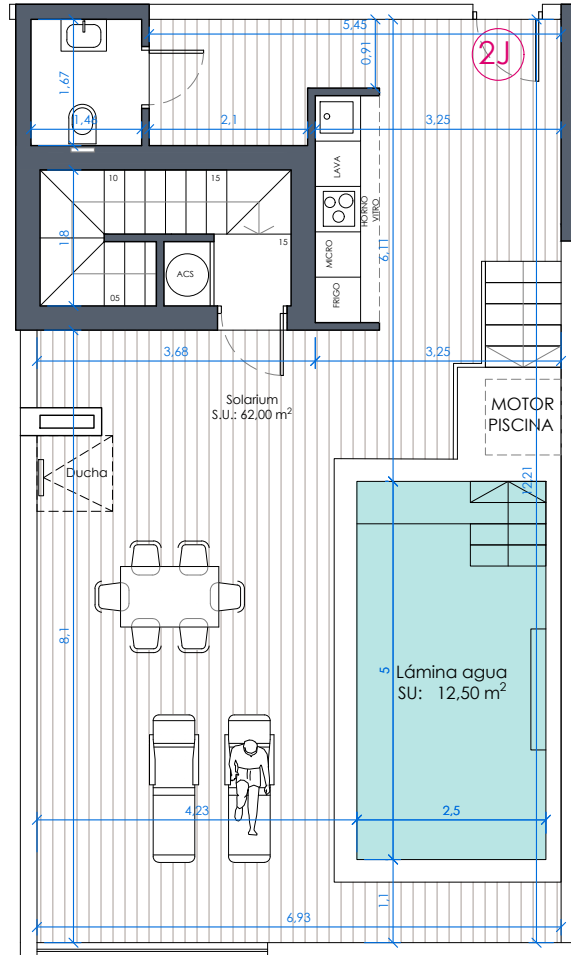 5,45
2J
0,91
1,67
1,43
2,1
3,25
10
15
LAVA
HORNO
VITRO
1,8
6,11
15
MICRO
ACS
05
FRIGO
3,68
3,25
Solarium
S.U.: 62,00 m²
MOTOR
PISCINA
Ducha
12,21
8,1
5
Lámina agua
SU: 12,50 m²
4,23
2,5
1,1
6,93